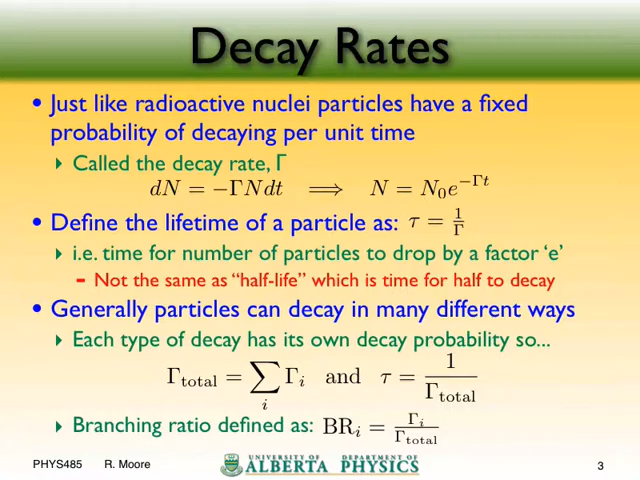 Decay Rates
• Just like radioactive nuclei particles have a fixed
probability of decaying per unit time
‣ Called the decay rate, Γ
dN = −ΓNdt ⟹ N = N₀e^{−Γt}
• Define the lifetime of a particle as: τ = 1/Γ
‣ i.e. time for number of particles to drop by a factor ‘e’
- Not the same as “half-life” which is time for half to decay
• Generally particles can decay in many different ways
‣ Each type of decay has its own decay probability so...
Γ_total = ∑_i Γ_i and τ = 1/Γ_total
‣ Branching ratio defined as: BR_i = Γ_i/Γ_total
PHYS485 R. Moore
UNIVERSITY OF DEPARTMENT OF
ALBERTA PHYSICS
3